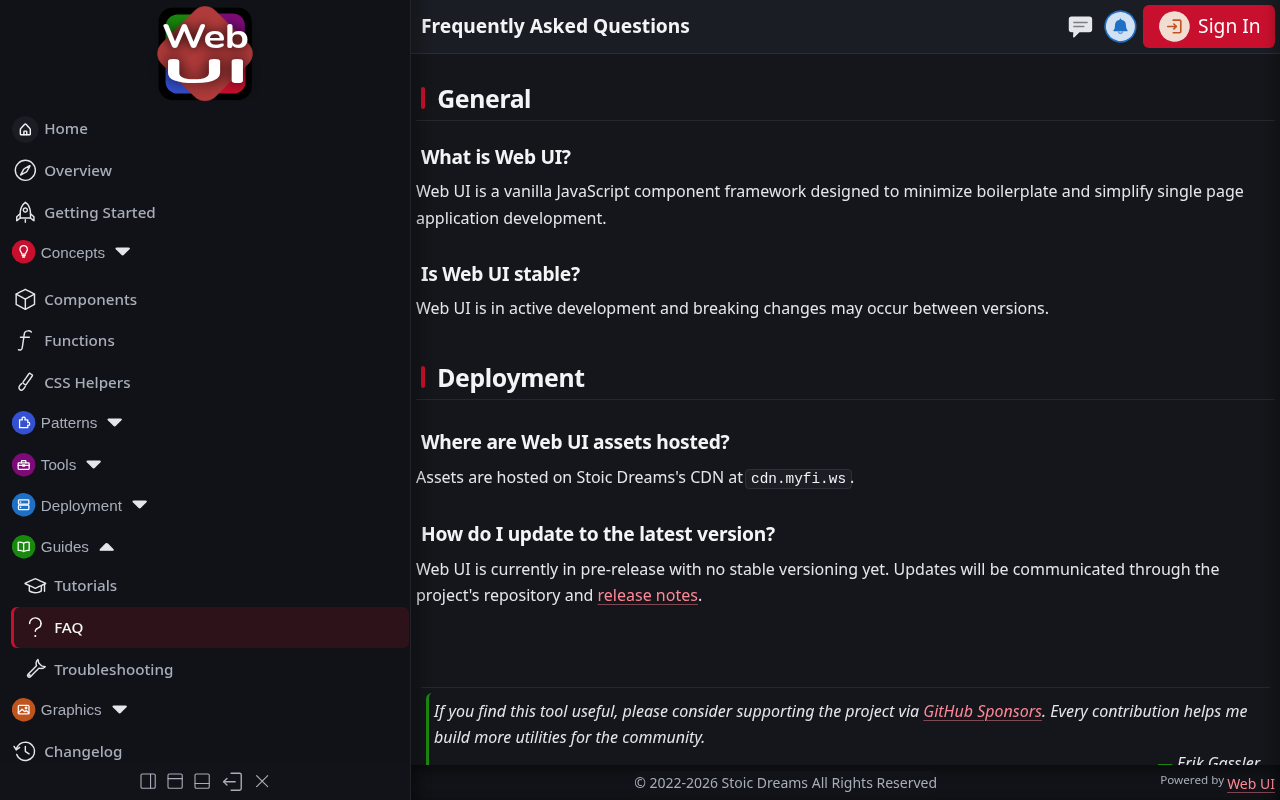 Web
UI
Home
Overview
Getting Started
Concepts
Components
Functions
CSS Helpers
Patterns
Tools
Deployment
Guides
Tutorials
FAQ
Troubleshooting
Graphics
Changelog
Frequently Asked Questions
Sign In
General
What is Web UI?
Web UI is a vanilla JavaScript component framework designed to minimize boilerplate and simplify single page
application development.
Is Web UI stable?
Web UI is in active development and breaking changes may occur between versions.
Deployment
Where are Web UI assets hosted?
Assets are hosted on Stoic Dreams's CDN at cdn.myfi.ws.
How do I update to the latest version?
Web UI is currently in pre-release with no stable versioning yet. Updates will be communicated through the
project's repository and release notes.
If you find this tool useful, please consider supporting the project via GitHub Sponsors. Every contribution helps me
build more utilities for the community.
— Erik Gassler
© 2022-2026 Stoic Dreams All Rights Reserved
Powered by Web UI